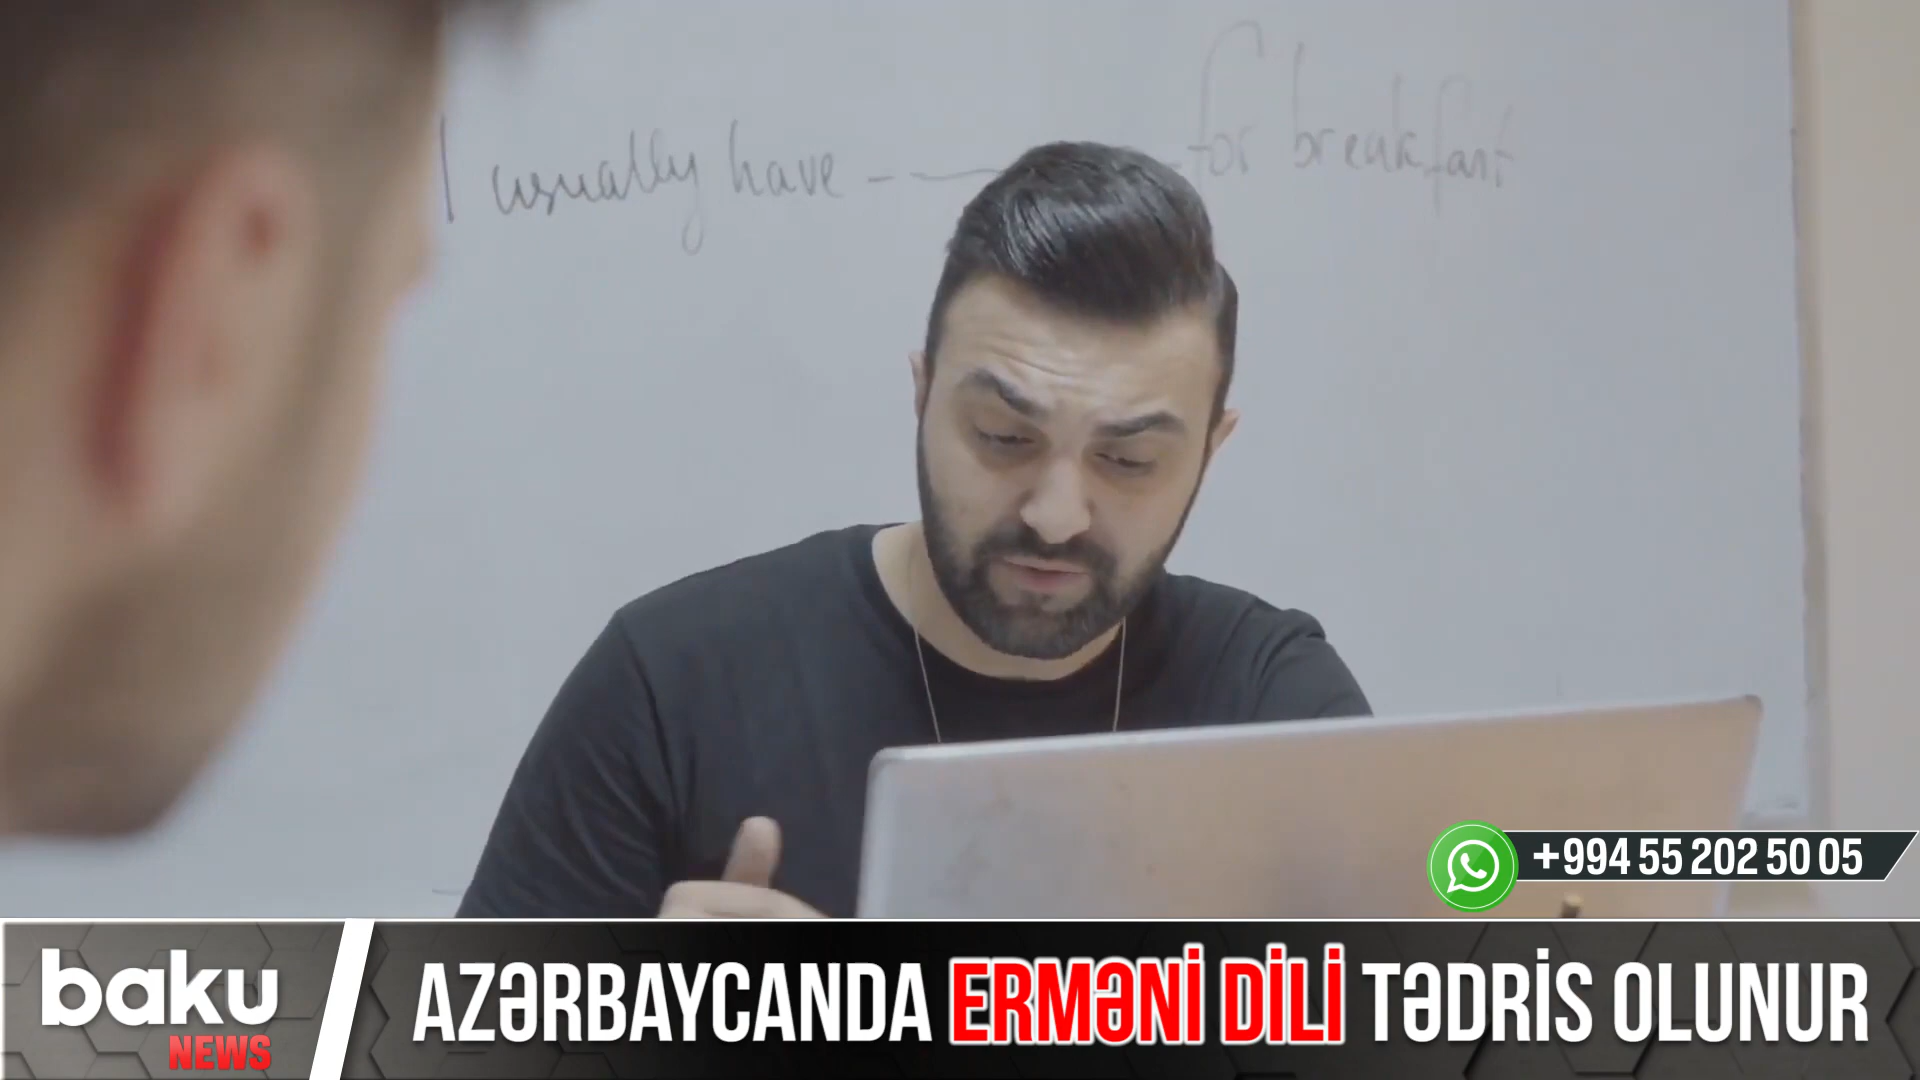 I usually have -- for breakfast
+994 55 202 50 05
baku
NEWS
AZƏRBAYCANDA ERMƏNİ DİLİ TƏDRİS OLUNUR